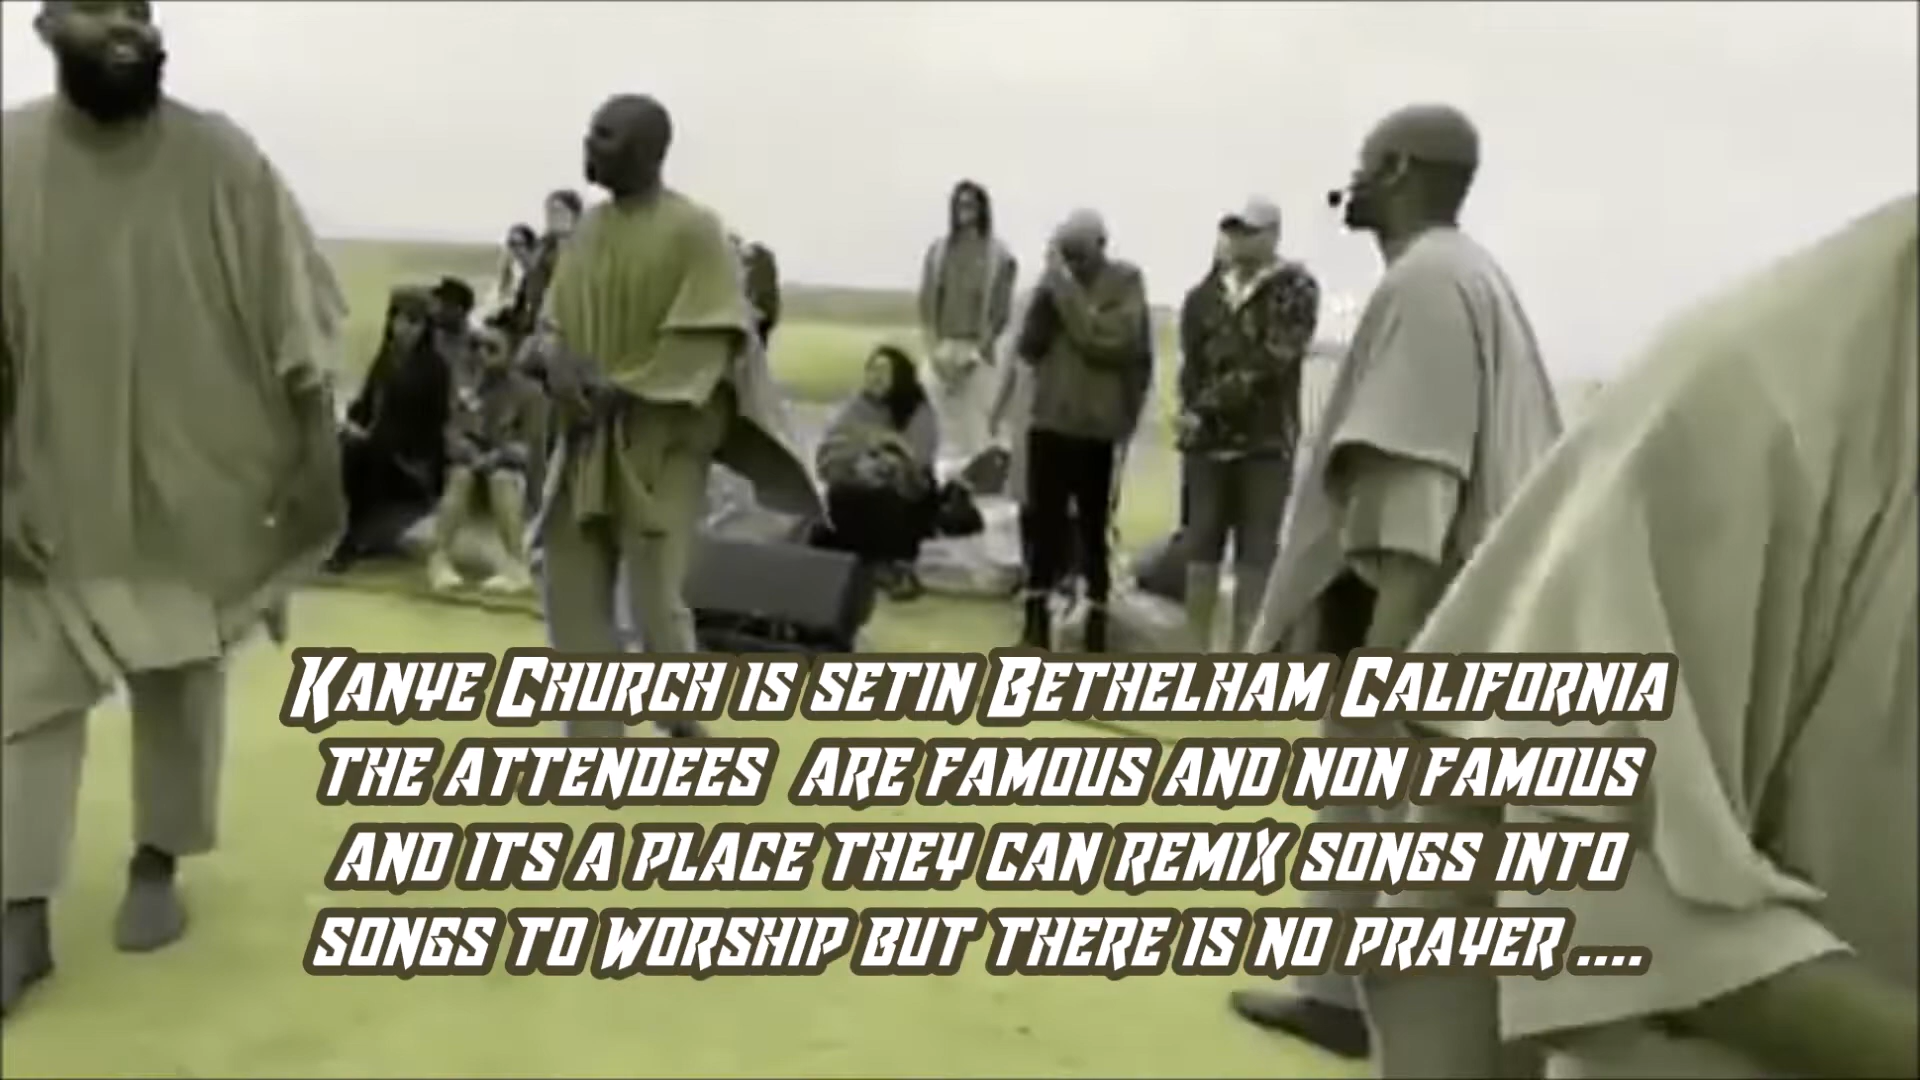 Kanye Church is setin Bethelham California
the attendees  are famous and non famous
and its a place they can remix songs into
songs to worship but there is no prayer ....